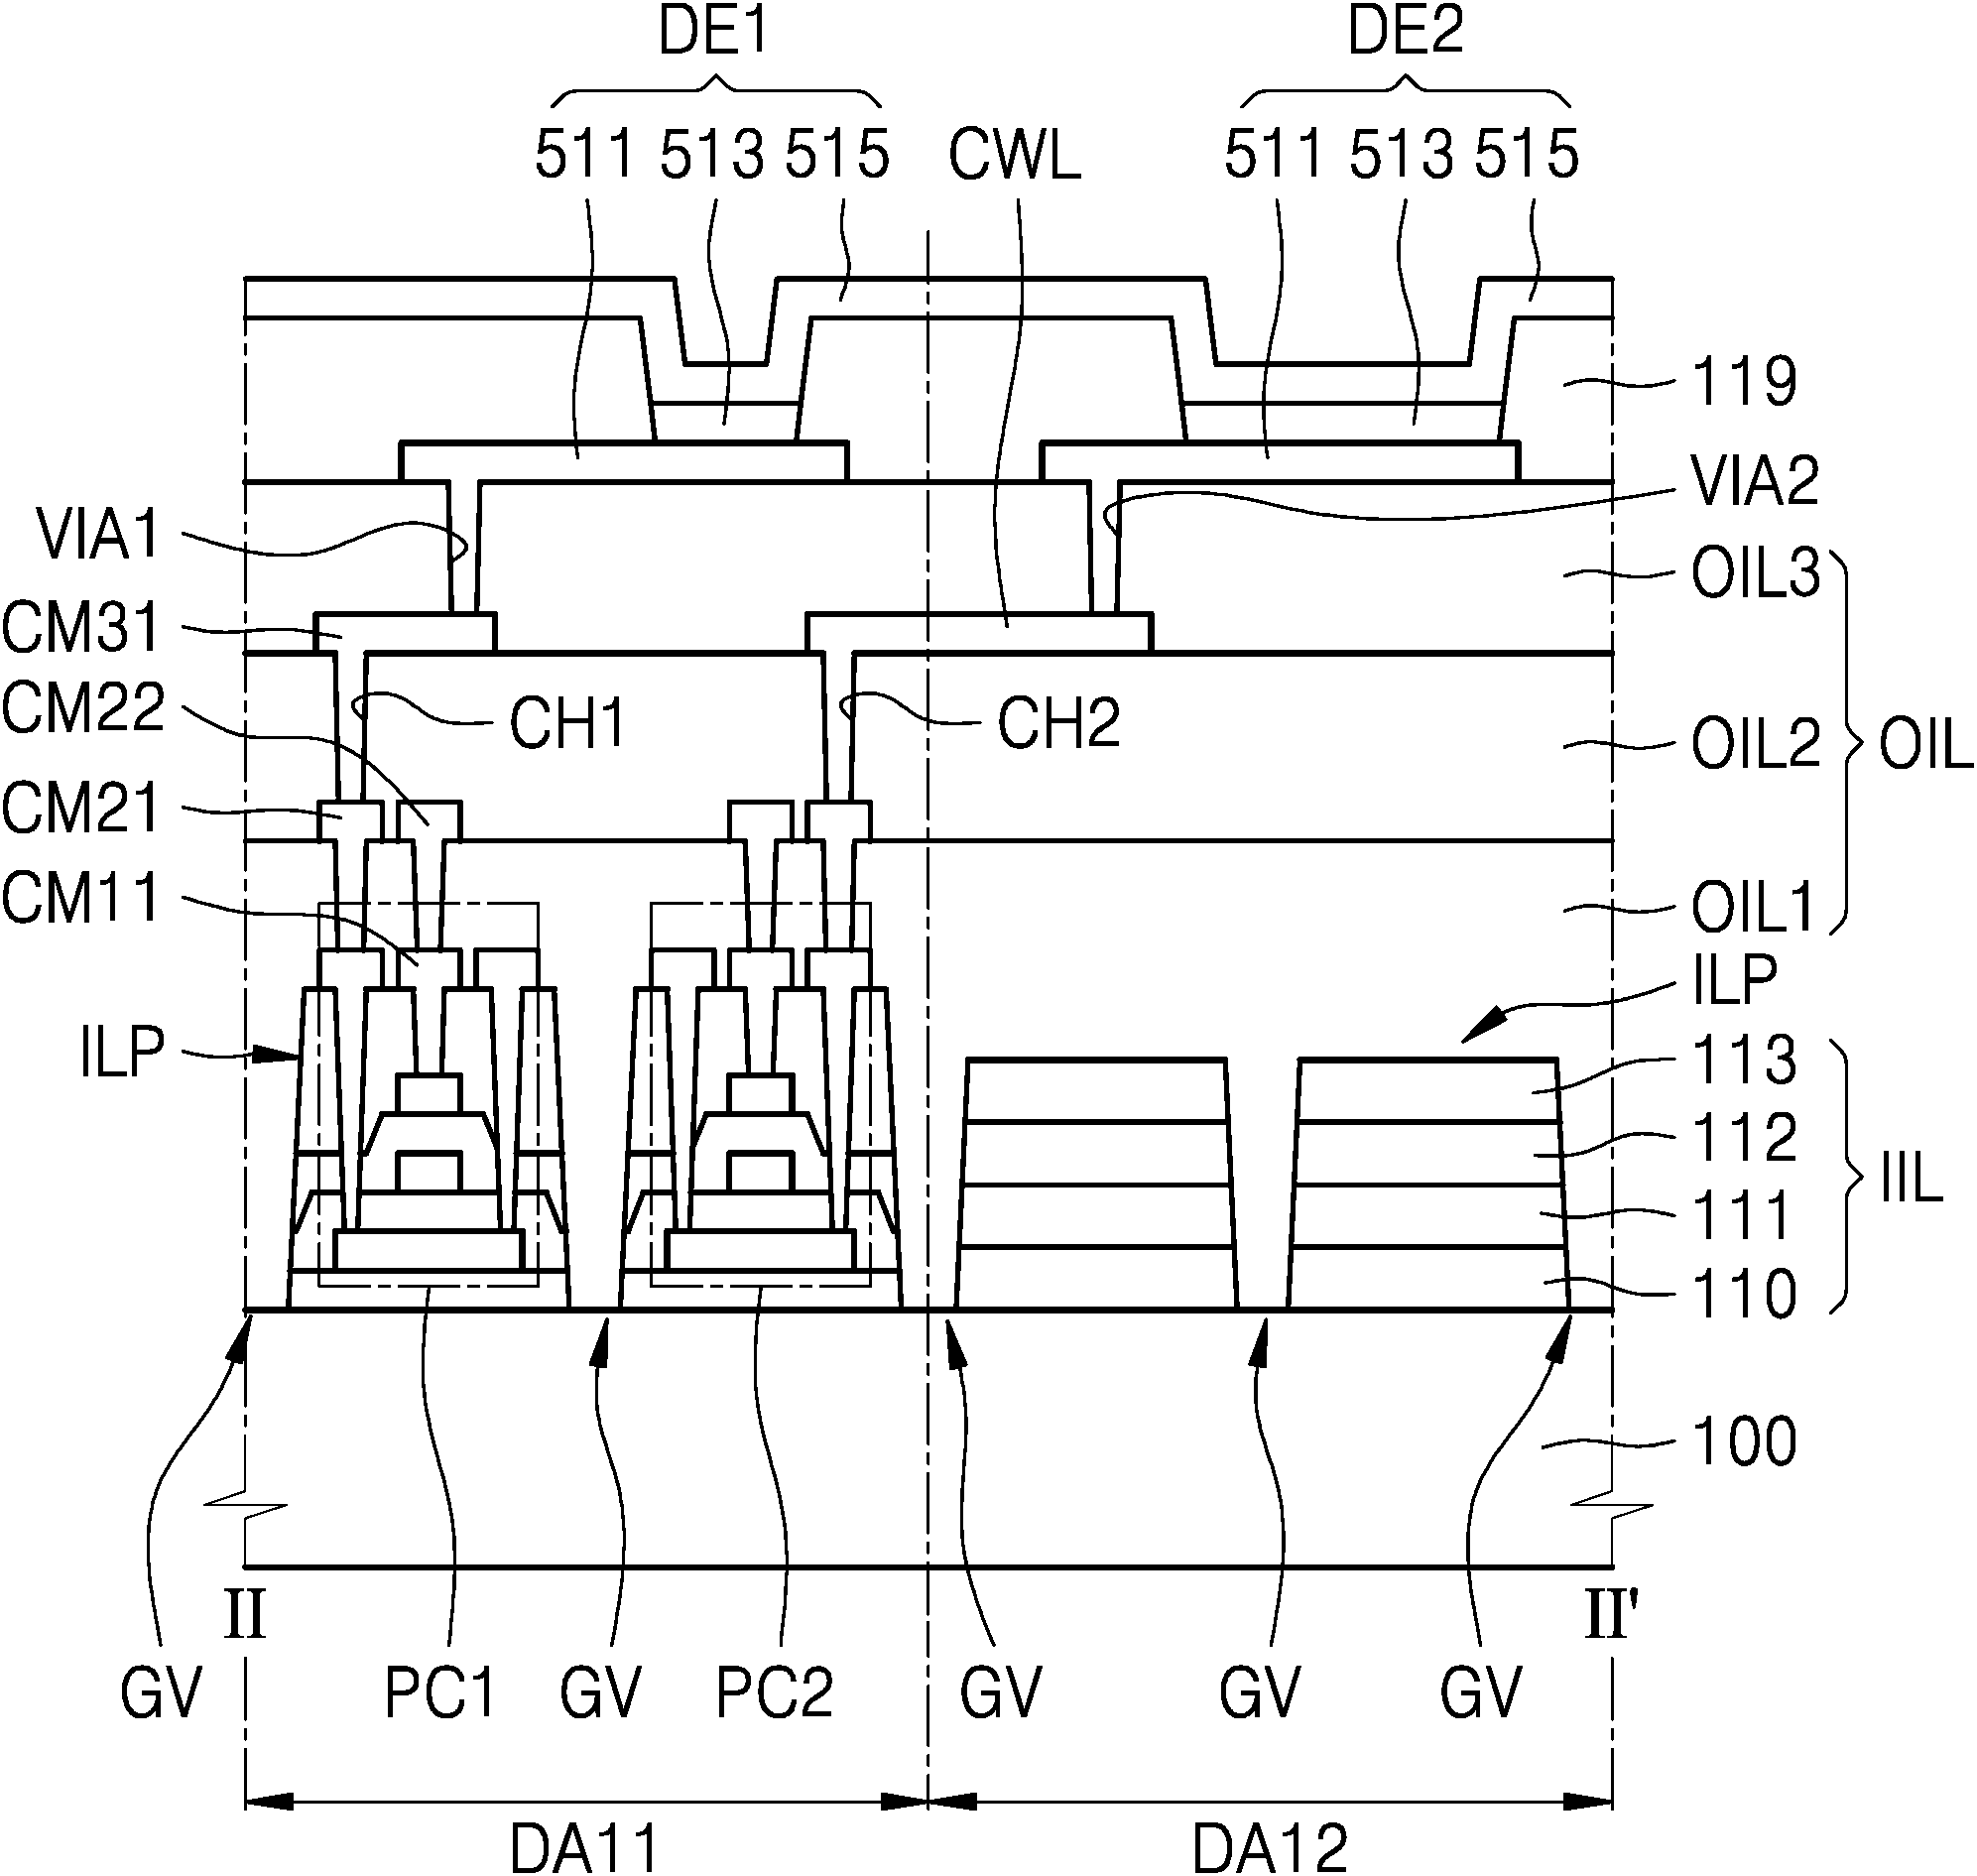 DE1 DE2
511 513 515 CWL 511 513 515
119
VIA2
VIA1
OIL3
CM31
CM22
CH1 CH2
OIL2 OIL
CM21
CM11
OIL1
ILP
ILP
113
112
IIL
111
110
100
II II'
GV PC1 GV PC2 GV GV GV
DA11 DA12